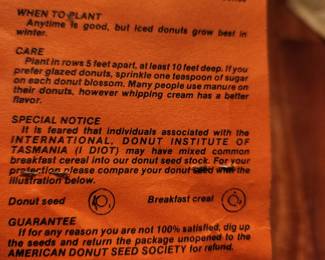 WHEN TO PLANT
Anytime is good, but iced donuts grow best in
winter.
CARE
Plant in rows 5 feet apart, at least 10 feet deep. If you
prefer glazed donuts, sprinkle one teaspoon of sugar
on each donut blossom. Many people use manure on
their donuts, however whipping cream has a better
flavor.
SPECIAL NOTICE
It is feared that individuals associated with the
INTERNATIONAL, DONUT INSTITUTE OF
TASMANIA (I DIOT) may have mixed common
breakfast cereal into our donut seed stock. For your
protection please compare your donut seed with the
illustration below.
Donut seed Breakfast creal
GUARANTEE
If for any reason you are not 100% satisfied, dig up
the seeds and return the package unopened to the
AMERICAN DONUT SEED SOCIETY for refund.